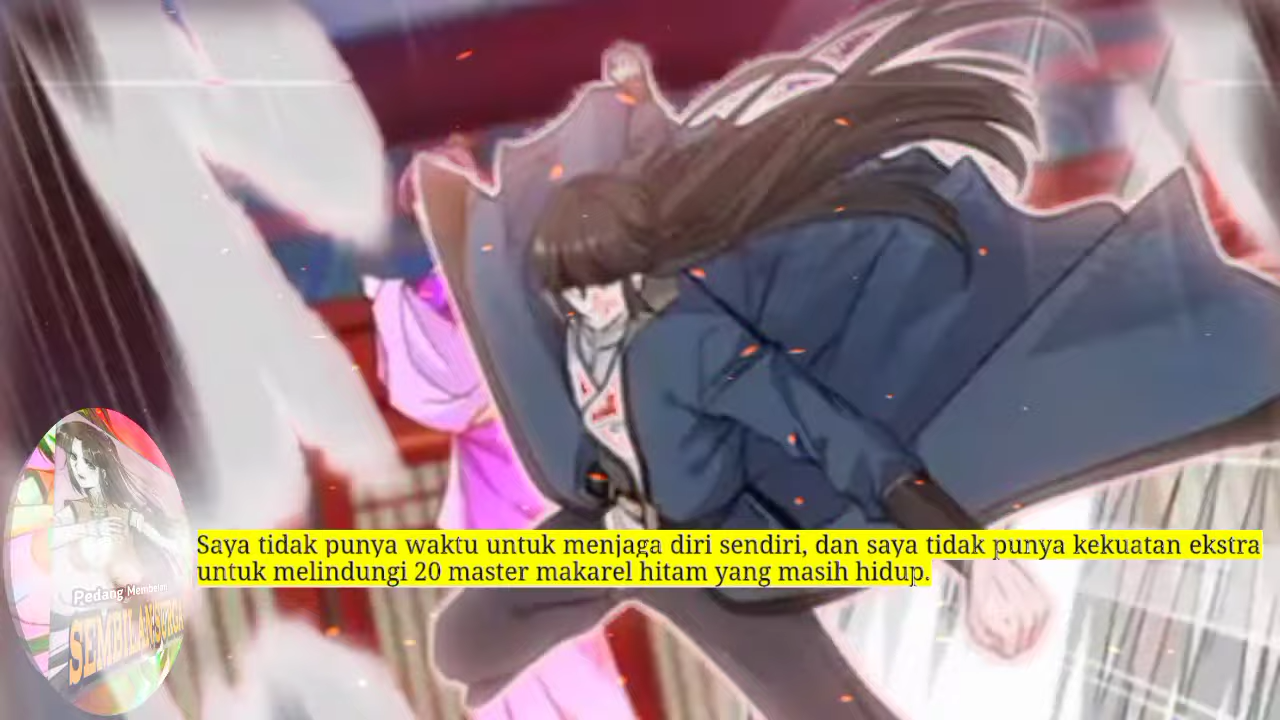 Saya tidak punya waktu untuk menjaga diri sendiri, dan saya tidak punya kekuatan ekstra
untuk melindungi 20 master makarel hitam yang masih hidup.
Pedang Membelah
SEMBILAN SURGA